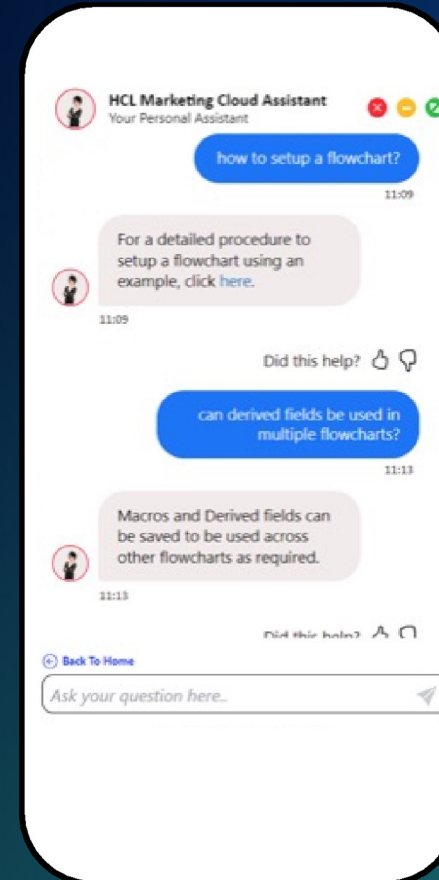 HCL Marketing Cloud Assistant
Your Personal Assistant
how to setup a flowchart?
11:09
For a detailed procedure to
setup a flowchart using an
example, click here.
11:09
Did this help?
can derived fields be used in
multiple flowcharts?
11:13
Macros and Derived fields can
be saved to be used across
other flowcharts as required.
11:13
Did this help?
Back To Home
Ask your question here..